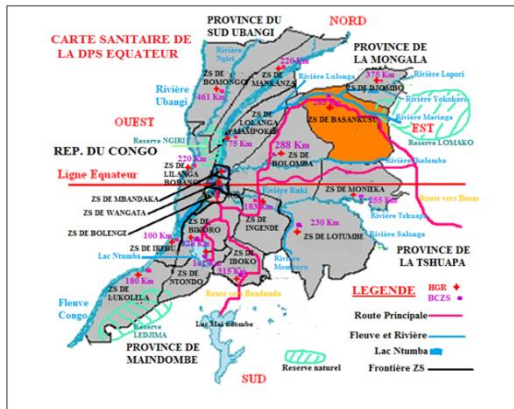 CARTE SANITAIRE DE
LA DPS EQUATEUR
PROVINCE DU
SUD UBANGI
NORD
PROVINCE DE
LA MONGALA
Rivière
Ngiri
220 Km
ZS DE
BOMONGO
ZS DE
MANKANZA
Rivière Lulonga
375 Km
ZS DE DJOMBO
Rivière Lopori
Rivière
Ubangi
461 Km
Rivière Yokokoro
Rivière Maringa
ZS DE BASANKUSU
EST
Reserve LOMAKO
ZS DE
LOLANGA
MAMPOKO
OUEST
Reserve NGIRI
75 Km
288 Km
ZS DE
BOLOMBA
REP. DU CONGO
220 Km
Rivière Ikelemba
Ligne Equateur
ZS DE
LILANGA
BOBANGI
ZS DE MBANDAKA
ZS DE WANGATA
ZS DE BOLENGE
Rivière Ruki
183 Km
ZS DE MONIEKA
255 Km
Route vers Boende
Rivière Tshuapa
ZS DE
INGENDE
230 Km
ZS DE LOTUMBE
Rivière Salonga
ZS DE
BIKORO
100 Km
ZS DE IREBU
128 Km
Lac Ntumba
ZS DE
IBOKO
PROVINCE DE
LA TSHUAPA
Rivière
Momboyo
ZS DE
NTONDO
315 Km
180 Km
ZS DE
LUKOLELA
Fleuve
Congo
Reserve
LEDJIMA
Route vers Bandundu
PROVINCE DE
MAINDOMBE
Lac Mai ndombe
SUD
LEGENDE
HGR
BCZS
Route Principale
Fleuve et Rivière
Lac Ntumba
Reserve naturel
Frontière ZS